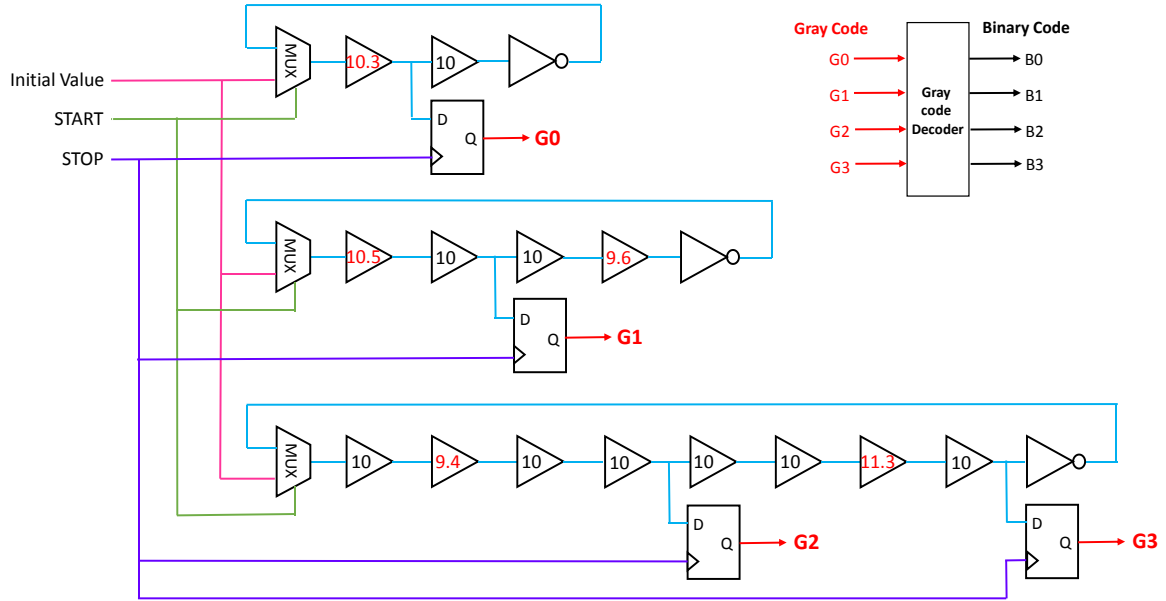 Initial Value
START
STOP
MUX
10.3
10
D
Q
G0
Gray Code
Binary Code
G0
G1
G2
G3
Gray
code
Decoder
B0
B1
B2
B3
MUX
10.5
10
10
9.6
D
Q
G1
MUX
10
9.4
10
10
10
10
11.3
10
D
Q
G2
D
Q
G3